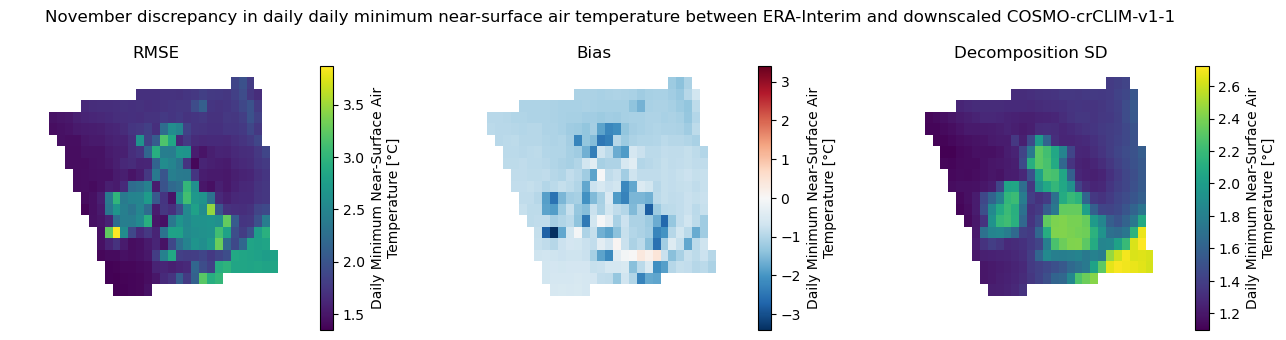 November discrepancy in daily daily minimum near-surface air temperature between ERA-Interim and downscaled COSMO-crCLIM-v1-1
RMSE
3.5
3.0
2.5
2.0
1.5
Daily Minimum Near-Surface Air
Temperature [°C]
Bias
3
2
1
0
−1
−2
−3
Daily Minimum Near-Surface Air
Temperature [°C]
Decomposition SD
2.6
2.4
2.2
2.0
1.8
1.6
1.4
1.2
Daily Minimum Near-Surface Air
Temperature [°C]